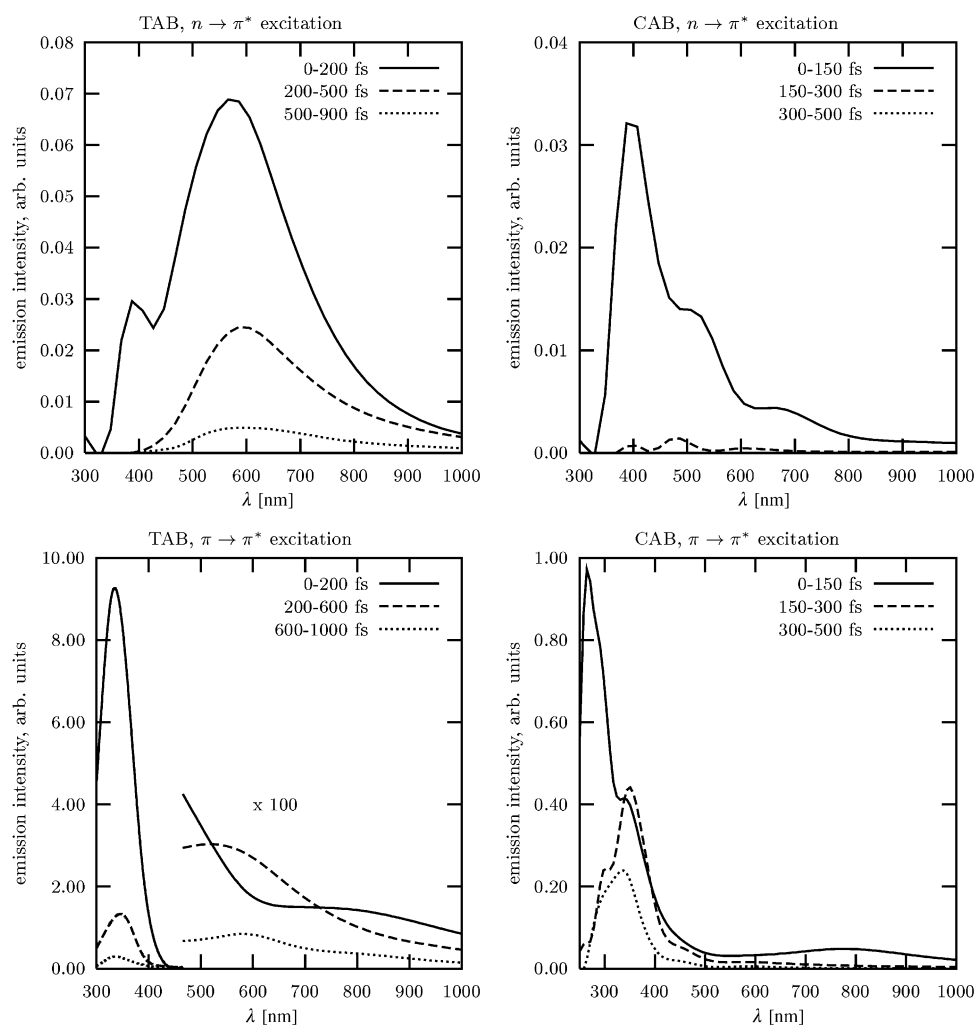 TAB, n → π* excitation
0.08
0.07
0.06
0.05
0.04
0.03
0.02
0.01
0.00
emission intensity, arb. units
0-200 fs
200-500 fs
500-900 fs
300 400 500 600 700 800 900 1000
λ [nm]
CAB, n → π* excitation
0.04
0.03
0.02
0.01
0.00
emission intensity, arb. units
0-150 fs
150-300 fs
300-500 fs
300 400 500 600 700 800 900 1000
λ [nm]
TAB, π → π* excitation
10.00
8.00
6.00
4.00
2.00
0.00
emission intensity, arb. units
0-200 fs
200-600 fs
600-1000 fs
x 100
300 400 500 600 700 800 900 1000
λ [nm]
CAB, π → π* excitation
1.00
0.80
0.60
0.40
0.20
0.00
emission intensity, arb. units
0-150 fs
150-300 fs
300-500 fs
300 400 500 600 700 800 900 1000
λ [nm]